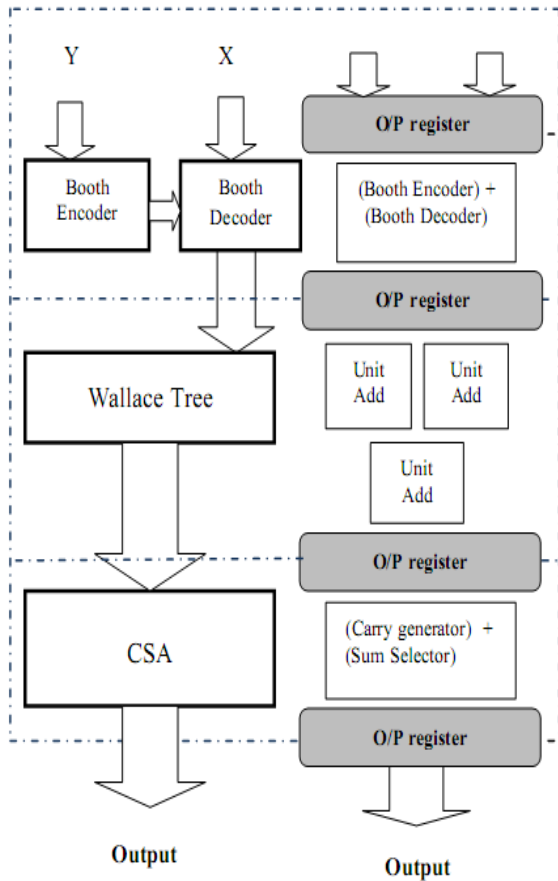 Y
X
O/P register
Booth
Encoder
Booth
Decoder
(Booth Encoder) +
(Booth Decoder)
O/P register
Wallace Tree
Unit
Add
Unit
Add
Unit
Add
O/P register
CSA
(Carry generator) +
(Sum Selector)
O/P register
Output
Output